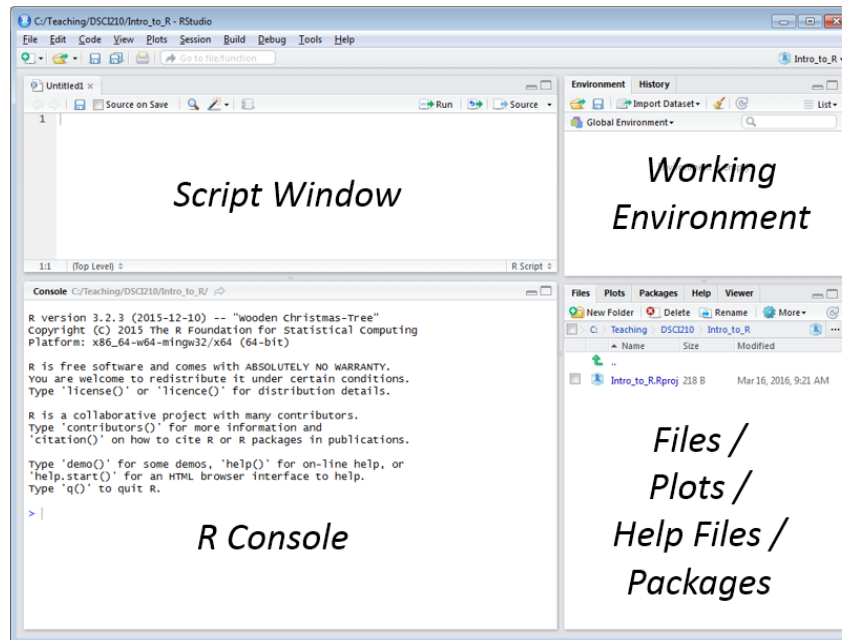 C:/Teaching/DSCI210/Intro_to_R - RStudio
File Edit Code View Plots Session Build Debug Tools Help
Go to file/function
Intro_to_R
Untitled1
Source on Save
Run
Source
1
Script Window
1:1 (Top Level)
R Script
Environment History
Import Dataset
List
Global Environment
Working
Environment
Console C:/Teaching/DSCI210/Intro_to_R/
R version 3.2.3 (2015-12-10) -- "Wooden Christmas-Tree"
Copyright (C) 2015 The R Foundation for Statistical Computing
Platform: x86_64-w64-mingw32/x64 (64-bit)
R is free software and comes with ABSOLUTELY NO WARRANTY.
You are welcome to redistribute it under certain conditions.
Type 'license()' or 'licence()' for distribution details.
R is a collaborative project with many contributors.
Type 'contributors()' for more information and
'citation()' on how to cite R or R packages in publications.
Type 'demo()' for some demos, 'help()' for on-line help, or
'help.start()' for an HTML browser interface to help.
Type 'q()' to quit R.
>
R Console
Files Plots Packages Help Viewer
New Folder Delete Rename More
C: Teaching DSCI210 Intro_to_R
Name Size Modified
..
Intro_to_R.Rproj 218 B Mar 16, 2016, 9:21 AM
Files /
Plots /
Help Files /
Packages